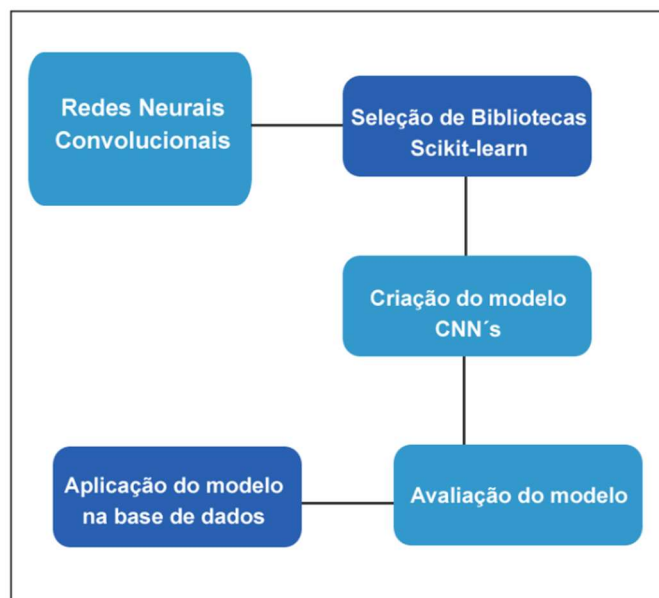 Redes Neurais
Convolucionais
Seleção de Bibliotecas
Scikit-learn
Criação do modelo
CNN´s
Avaliação do modelo
Aplicação do modelo
na base de dados